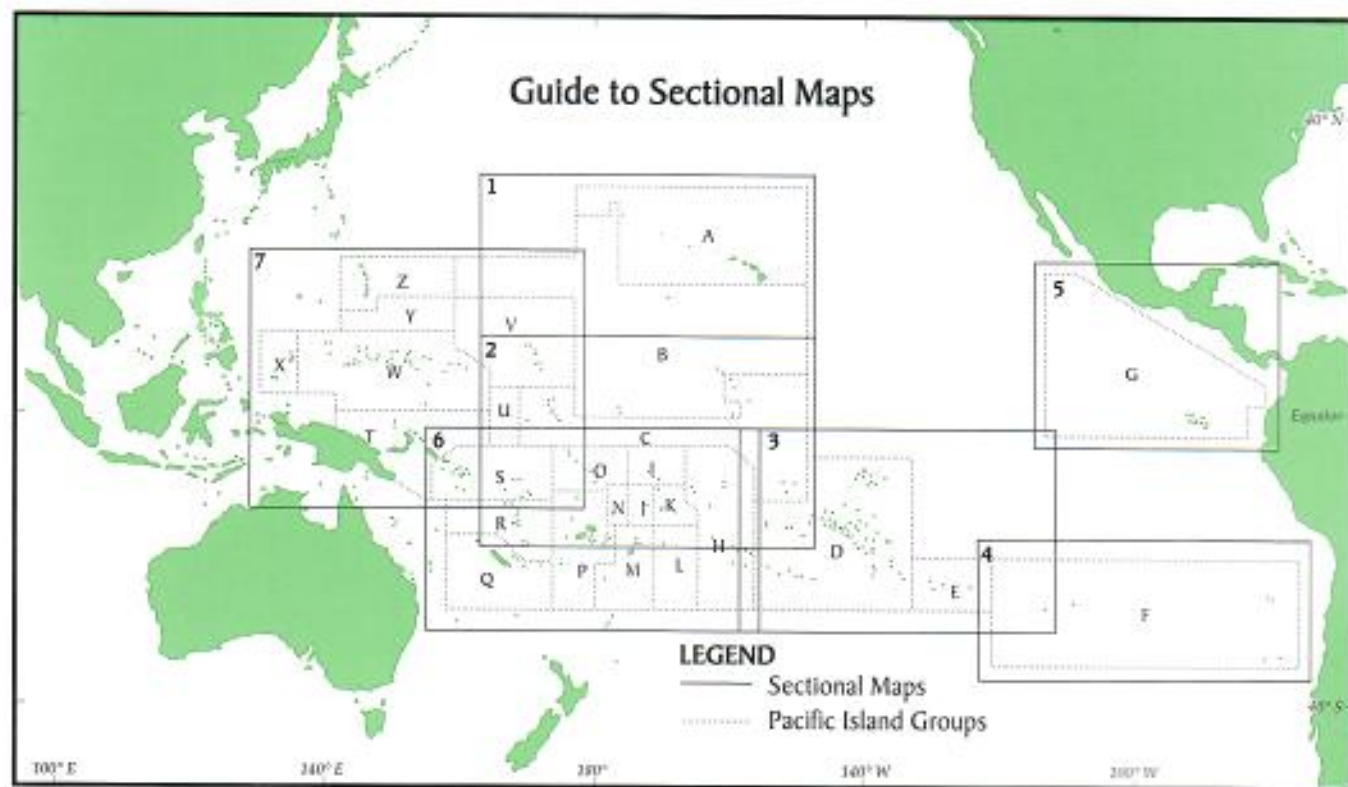 Guide to Sectional Maps
40° N
1
A
7
Z
5
Y
V
2
B
X
W
G
U
Equator
T
6
C
3
S
O
J
N
I
K
R
D
H
4
Q
P
M
L
E
F
LEGEND
Sectional Maps
Pacific Island Groups
40° S
100° E
140° E
180°
140° W
100° W